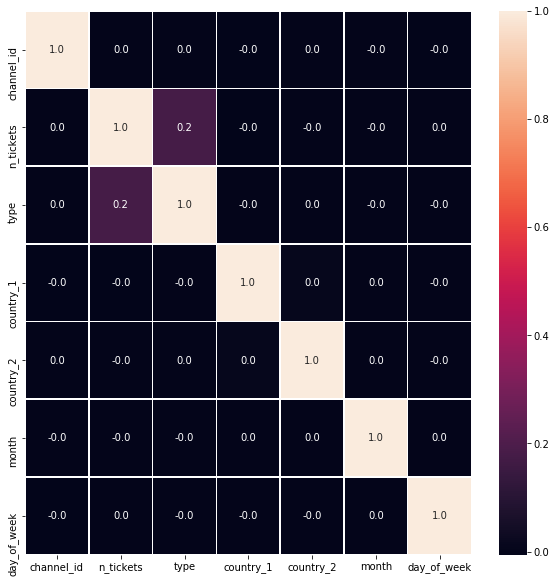 channel_id 1.0 0.0 0.0 -0.0 0.0 -0.0 -0.0
n_tickets 0.0 1.0 0.2 -0.0 -0.0 -0.0 0.0
type 0.0 0.2 1.0 -0.0 0.0 -0.0 -0.0
country_1 -0.0 -0.0 -0.0 1.0 0.0 0.0 -0.0
country_2 0.0 -0.0 0.0 0.0 1.0 0.0 -0.0
month -0.0 -0.0 -0.0 0.0 0.0 1.0 0.0
day_of_week -0.0 0.0 -0.0 -0.0 -0.0 0.0 1.0
channel_id n_tickets type country_1 country_2 month day_of_week
1.0
0.8
0.6
0.4
0.2
0.0